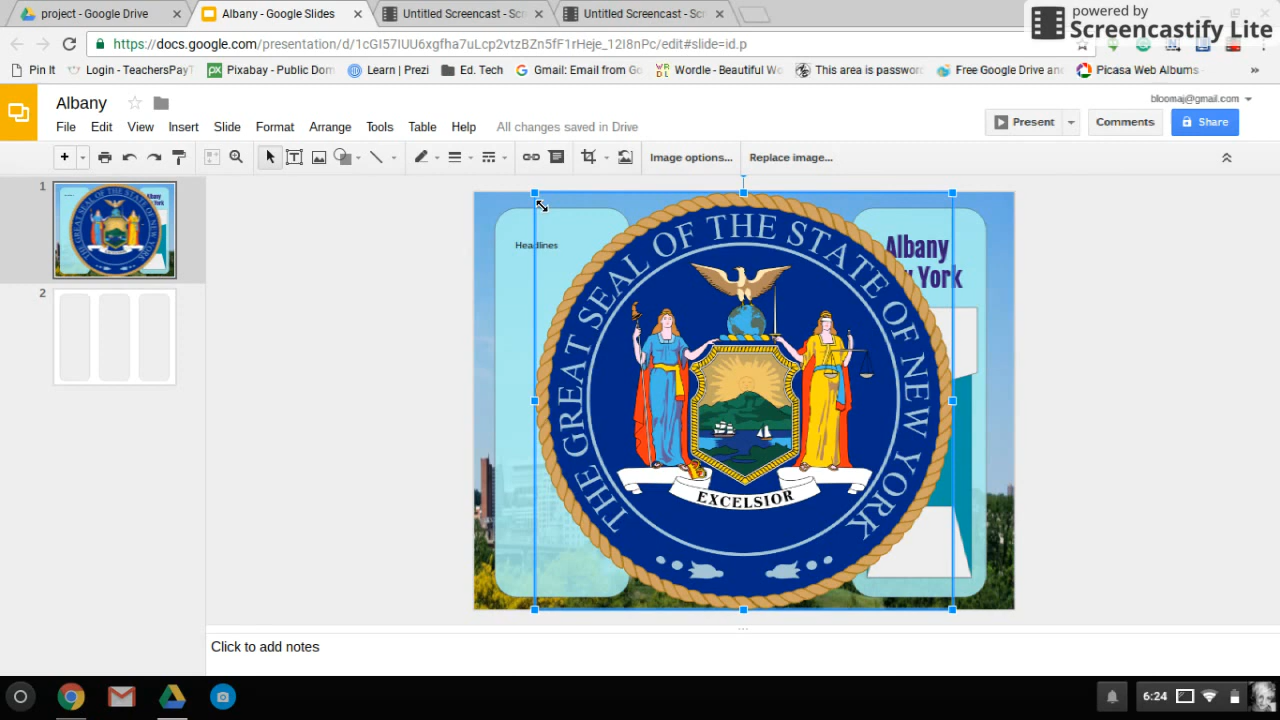 project - Google Drive
Albany - Google Slides
Untitled Screencast - Scr
Untitled Screencast - Scr
powered by
Screencastify Lite
https://docs.google.com/presentation/d/
/edit#slide=id.p
Pin It
Login - TeachersPayT
Pixabay - Public Dom
Learn | Prezi
Ed. Tech
Gmail: Email from Go
Wordle - Beautiful Wo
This area is password
Free Google Drive and
Picasa Web Albums
»
Albany
bloomaj@gmail.com
File Edit View Insert Slide Format Arrange Tools Table Help All changes saved in Drive
Present
Comments
Share
Image options...
Replace image...
1
2
Headlines
Albany
York
THE GREAT SEAL OF THE STATE OF NEW YORK
EXCELSIOR
Click to add notes
6:24